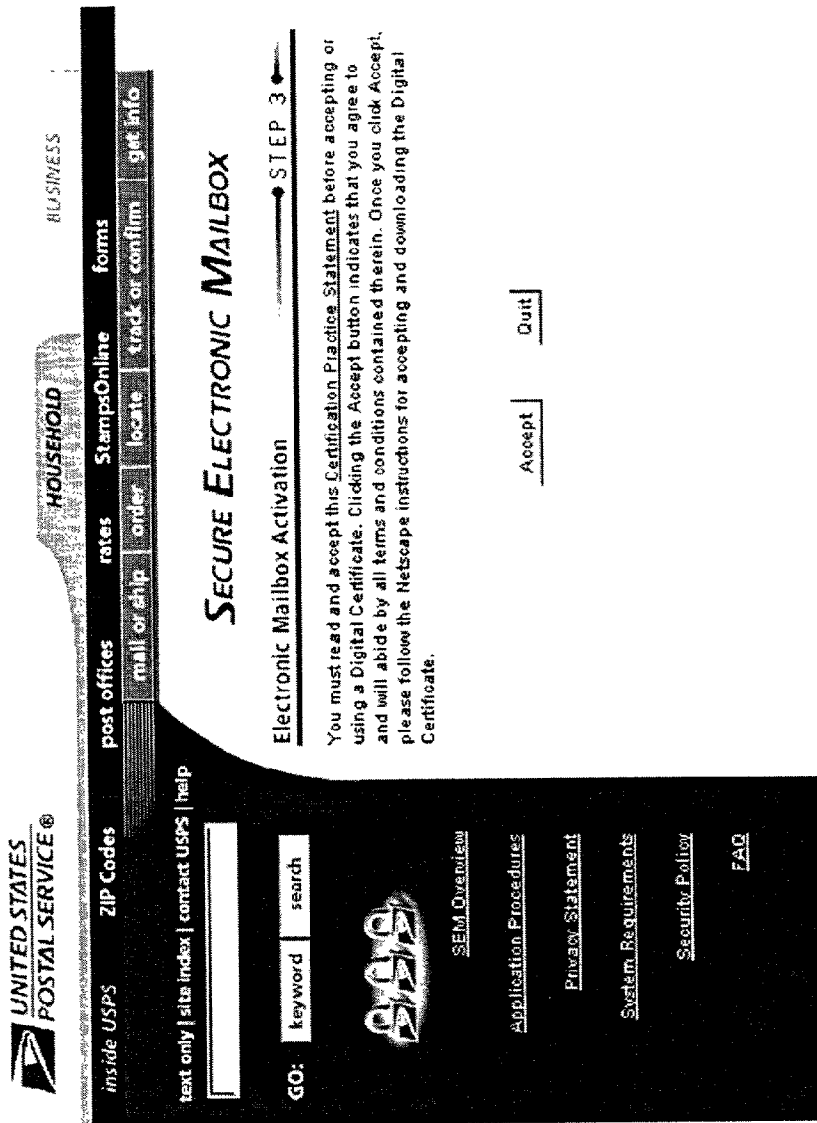 UNITED STATES
POSTAL SERVICE®
HOUSEHOLD
BUSINESS
inside USPS
ZIP Codes
post offices
rates
StampsOnline
forms
mail or ship
order
locate
track or confirm
get info
text only | site index | contact USPS | help
GO:
keyword
search
SEM Overview
Application Procedures
Privacy Statement
System Requirements
Security Policy
FAQ
SECURE ELECTRONIC MAILBOX
Electronic Mailbox Activation
STEP 3
You must read and accept this Certification Practice Statement before accepting or
using a Digital Certificate. Clicking the Accept button indicates that you agree to
and will abide by all terms and conditions contained therein. Once you click Accept,
please follow the Netscape instructions for accepting and downloading the Digital
Certificate.
Accept
Quit